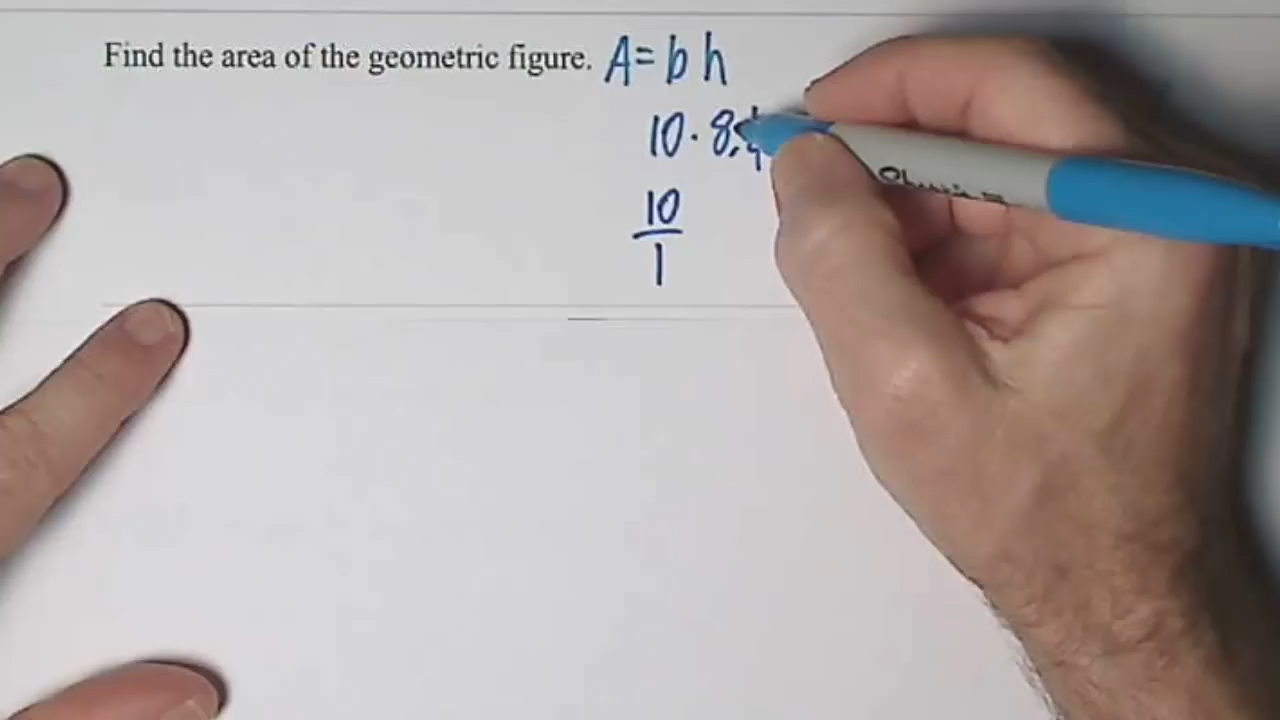 Find the area of the geometric figure. A = b h
10 · 8
10
1